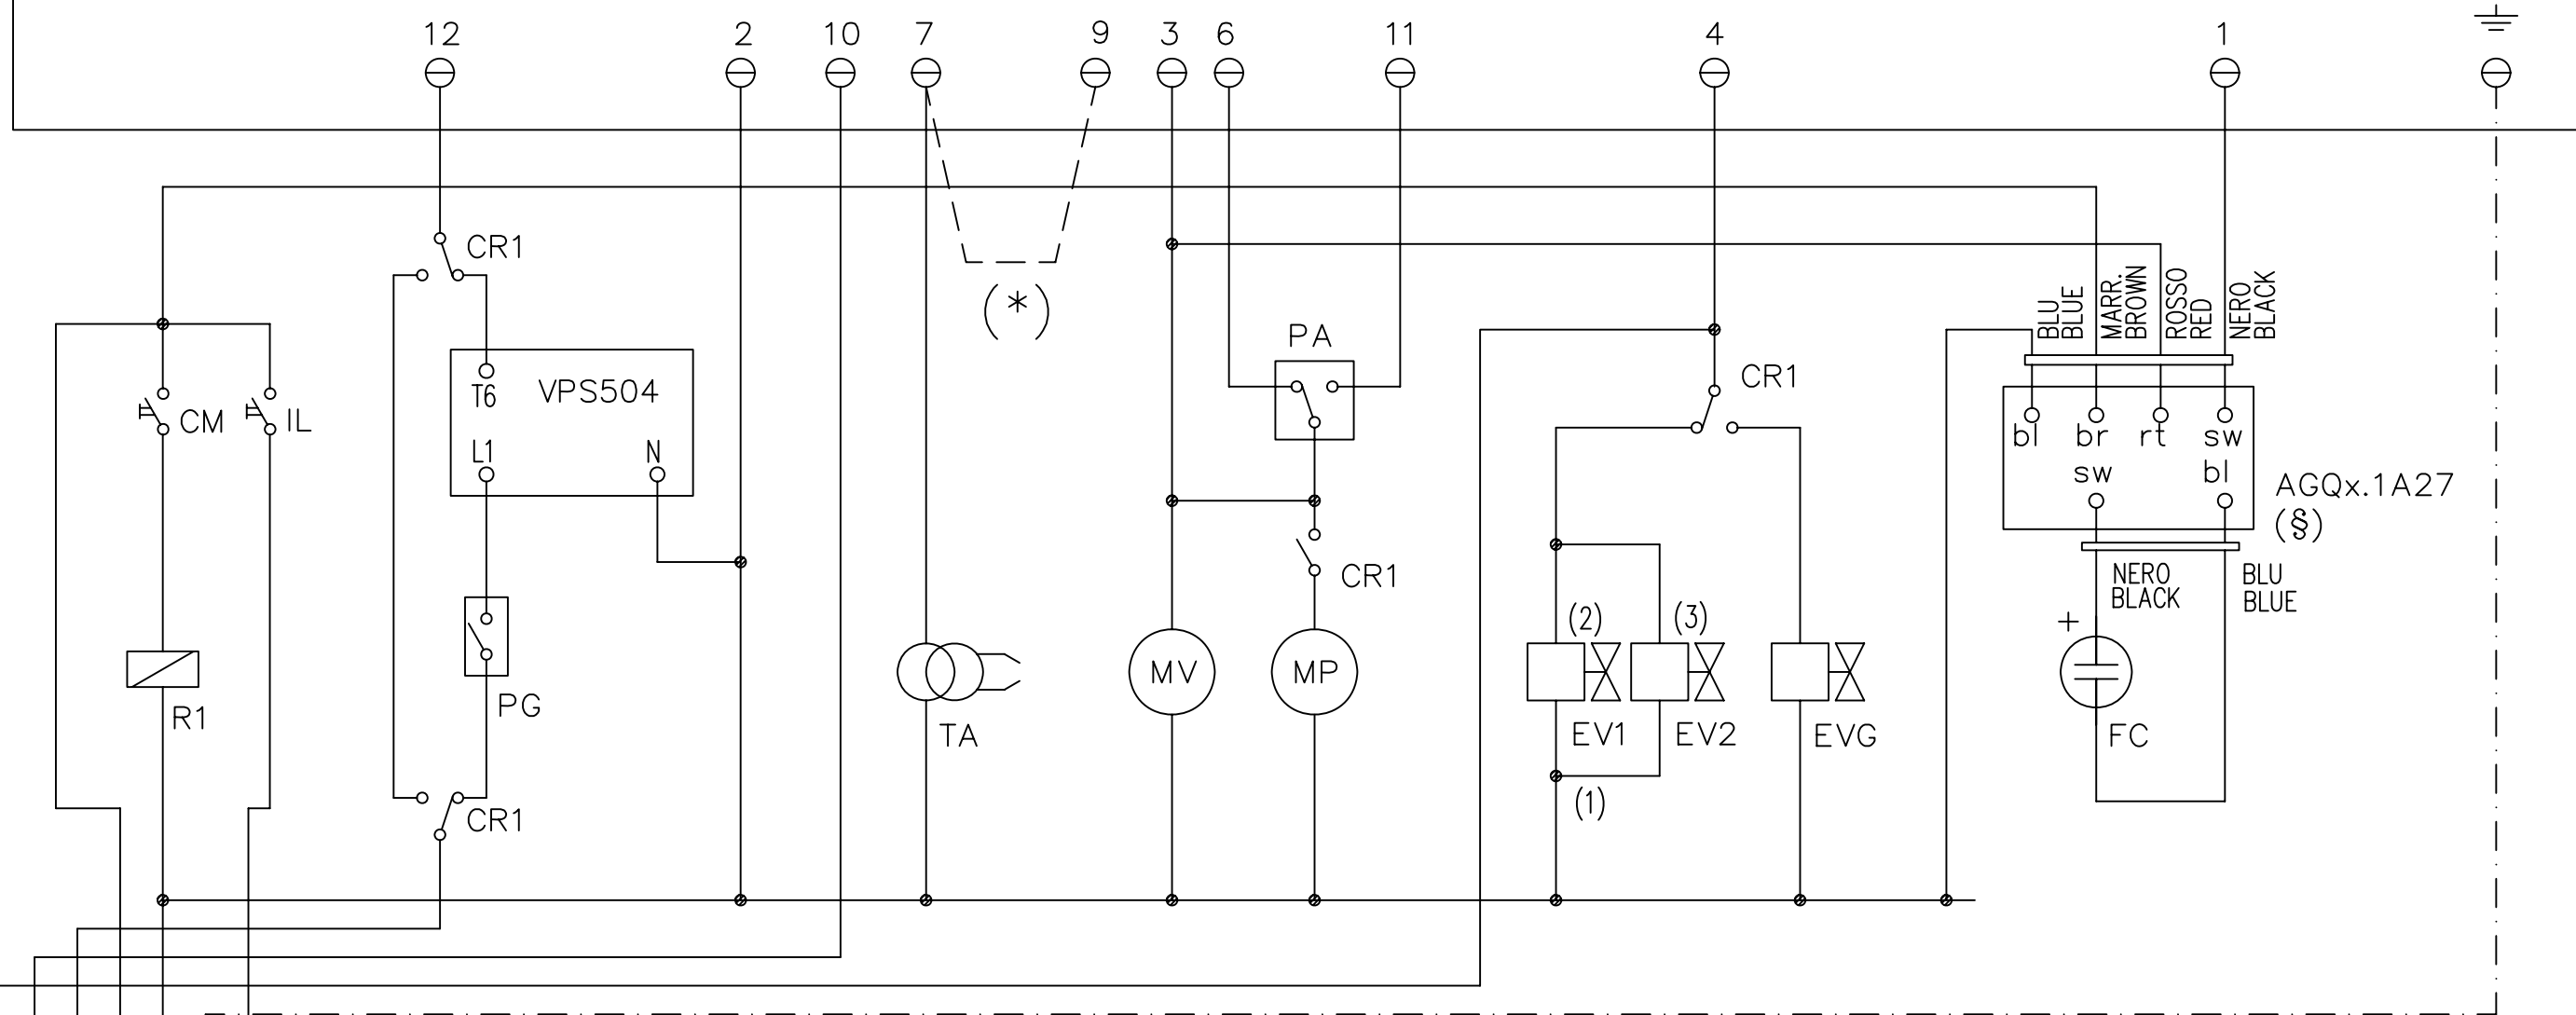 12 2 10 7 9 3 6 11 4 1
CR1
(*)
BLU
BLUE
MARR.
BROWN
ROSSO
RED
NERO
BLACK
PA
CR1
T6 VPS504
CM IL
L1 N
bl br rt sw
sw bl
AGQx.1A27
(§)
CR1
NERO
BLACK
BLU
BLUE
(2) (3)
+
MV MP
PG
R1
TA
EV1 EV2 EVG FC
(1)
CR1